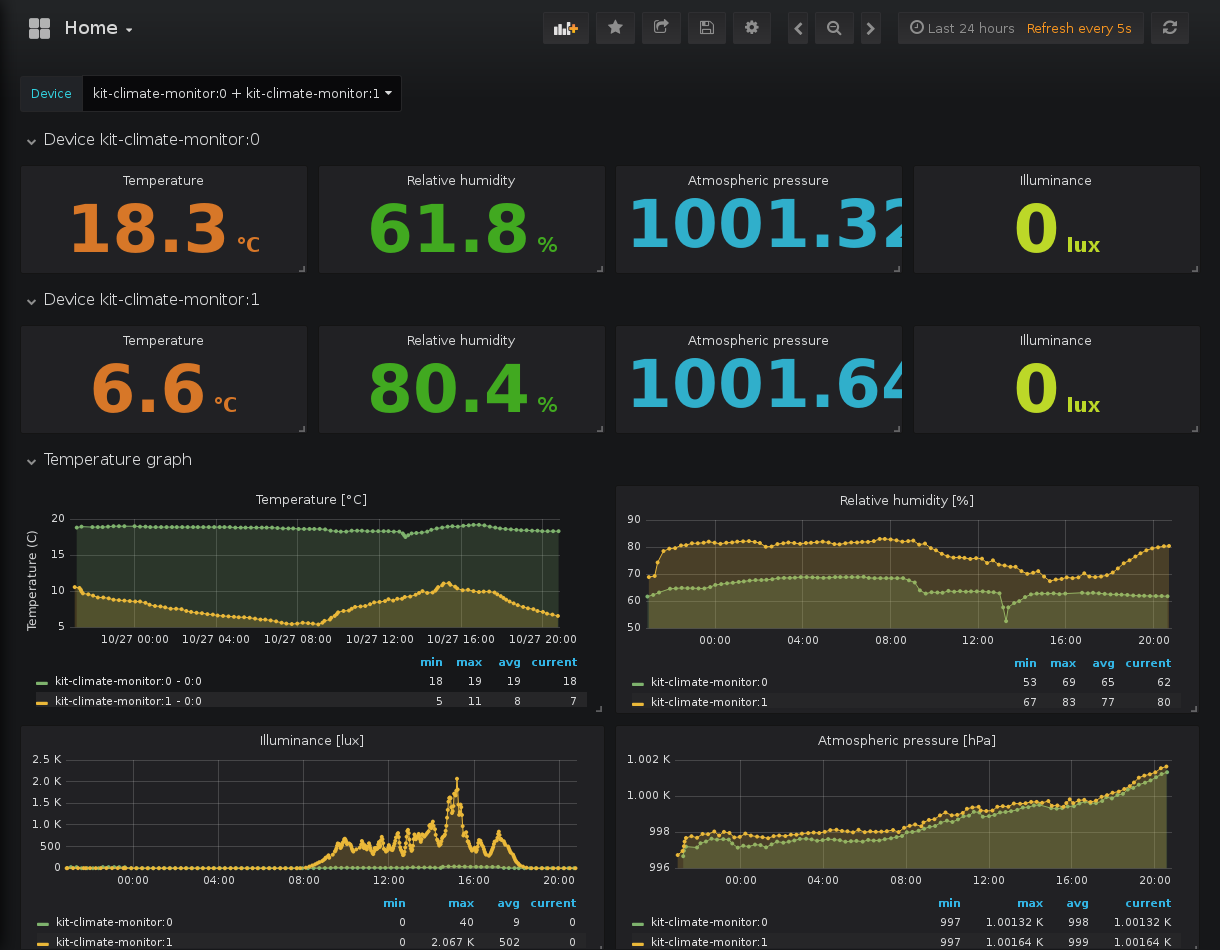 Home
Last 24 hours Refresh every 5s
Device kit-climate-monitor:0 + kit-climate-monitor:1
Device kit-climate-monitor:0
Temperature Relative humidity Atmospheric pressure Illuminance
18.3 °C 61.8 % 1001.32 0 lux
Device kit-climate-monitor:1
Temperature Relative humidity Atmospheric pressure Illuminance
6.6 °C 80.4 % 1001.64 0 lux
Temperature graph
Temperature [°C]
Temperature (C)
20
15
10
5
10/27 00:00 10/27 04:00 10/27 08:00 10/27 12:00 10/27 16:00 10/27 20:00
min max avg current
kit-climate-monitor:0 - 0:0 18 19 19 18
kit-climate-monitor:1 - 0:0 5 11 8 7
Relative humidity [%]
90
80
70
60
50
00:00 04:00 08:00 12:00 16:00 20:00
min max avg current
kit-climate-monitor:0 53 69 65 62
kit-climate-monitor:1 67 83 77 80
Illuminance [lux]
2.5 K
2.0 K
1.5 K
1.0 K
500
0
00:00 04:00 08:00 12:00 16:00 20:00
min max avg current
kit-climate-monitor:0 0 40 9 0
kit-climate-monitor:1 0 2.067 K 502 0
Atmospheric pressure [hPa]
1.002 K
1.000 K
998
996
00:00 04:00 08:00 12:00 16:00 20:00
min max avg current
kit-climate-monitor:0 997 1.00132 K 998 1.00132 K
kit-climate-monitor:1 997 1.00164 K 999 1.00164 K